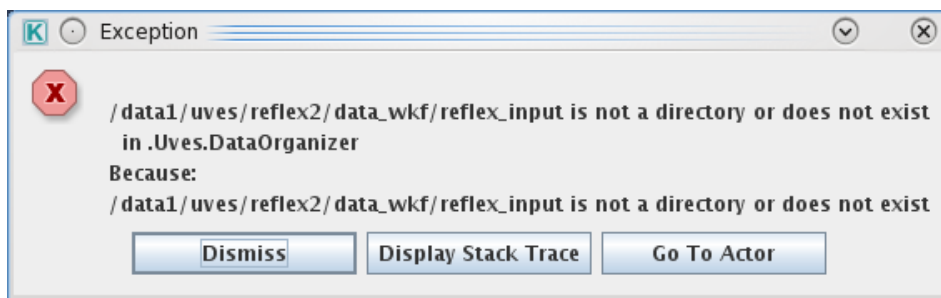 K Exception
X
/data1/uves/reflex2/data_wkf/reflex_input is not a directory or does not exist
in .Uves.DataOrganizer
Because:
/data1/uves/reflex2/data_wkf/reflex_input is not a directory or does not exist
Dismiss Display Stack Trace Go To Actor